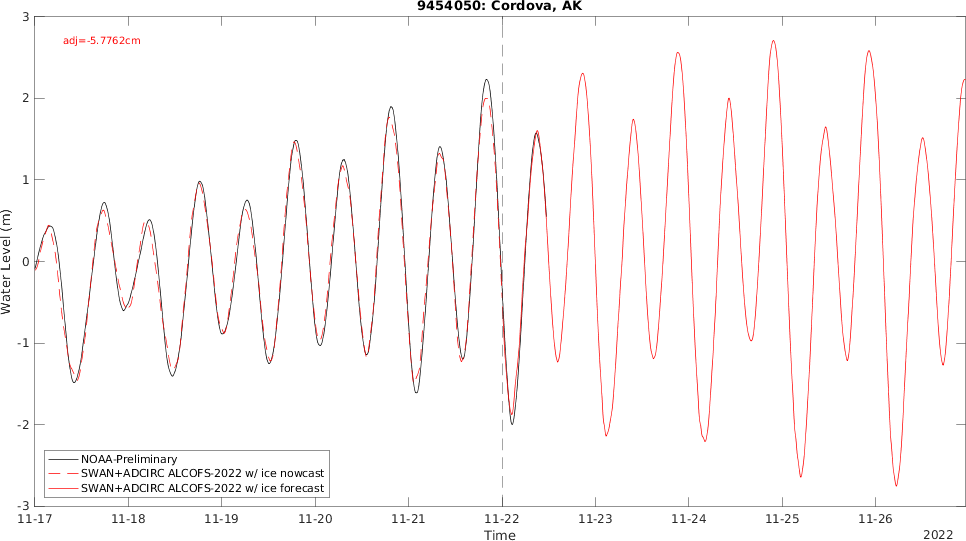 9454050: Cordova, AK
adj=-5.7762cm
3
2
1
0
-1
-2
-3
Water Level (m)
NOAA-Preliminary
SWAN+ADCIRC ALCOFS-2022 w/ ice nowcast
SWAN+ADCIRC ALCOFS-2022 w/ ice forecast
11-17 11-18 11-19 11-20 11-21 11-22 11-23 11-24 11-25 11-26
Time
2022